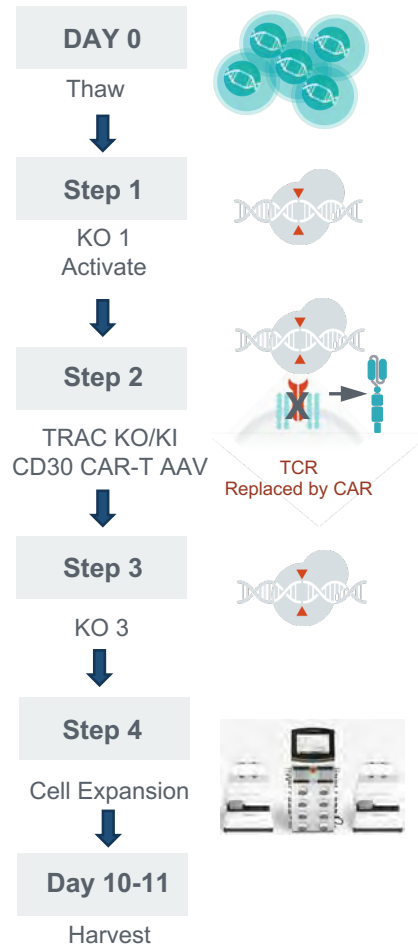 DAY 0
Thaw
Step 1
KO 1
Activate
Step 2
TRAC KO/KI
CD30 CAR-T AAV
X
TCR
Replaced by CAR
Step 3
KO 3
Step 4
Cell Expansion
Day 10-11
Harvest